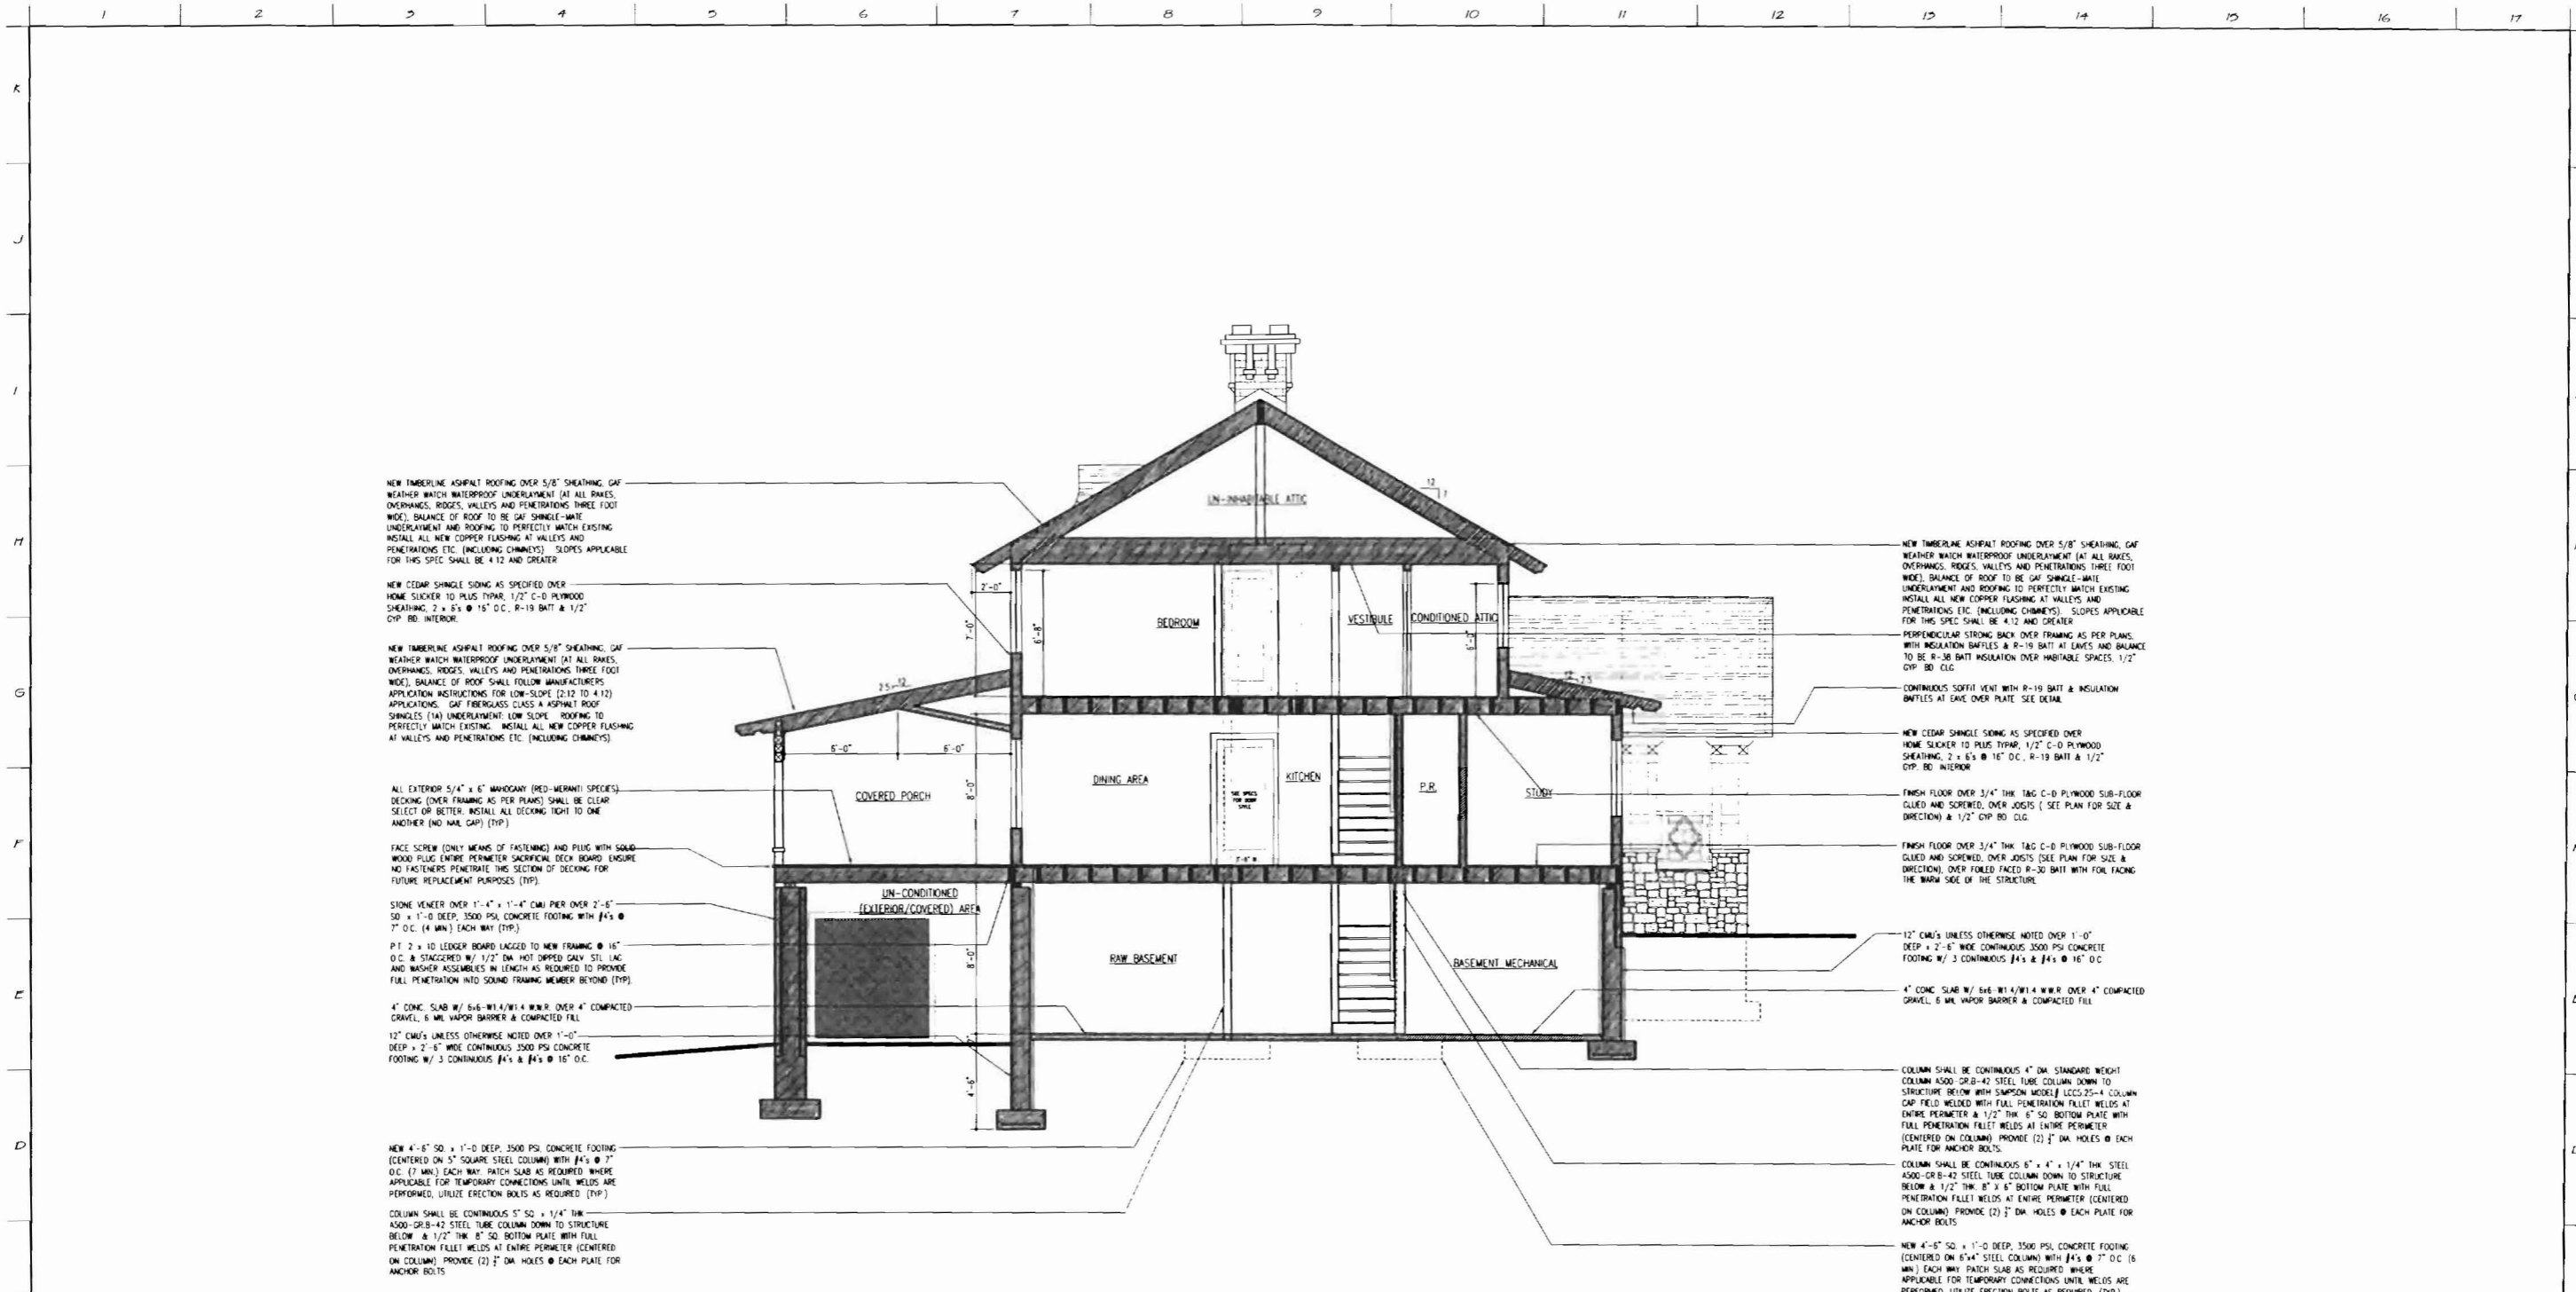 1 2 3 4 5 6 7 8 9 10 11 12 13 14 15 16 17
K
J
I
H
G
F
E
D
NEW TIMBERLINE ASHPALT ROOFING OVER 5/8" SHEATHING, GAF
WEATHER WATCH WATERPROOF UNDERLAYMENT (AT ALL RAKES,
OVERHANGS, RIDGES, VALLEYS AND PENETRATIONS THREE FOOT
WIDE), BALANCE OF ROOF TO BE GAF SHINGLE-MATE
UNDERLAYMENT AND ROOFING TO PERFECTLY MATCH EXISTING
INSTALL ALL NEW COPPER FLASHING AT VALLEYS AND
PENETRATIONS ETC. (INCLUDING CHIMNEYS) SLOPES APPLICABLE
FOR THIS SPEC SHALL BE 4:12 AND GREATER
NEW CEDAR SHINGLE SIDING AS SPECIFIED OVER
HOME SLICKER 10 PLUS TYPAR, 1/2" C-D PLYWOOD
SHEATHING, 2 x 6's @ 16" O.C., R-19 BATT & 1/2"
GYP BD. INTERIOR.
NEW TIMBERLINE ASHPALT ROOFING OVER 5/8" SHEATHING, GAF
WEATHER WATCH WATERPROOF UNDERLAYMENT (AT ALL RAKES,
OVERHANGS, RIDGES, VALLEYS AND PENETRATIONS THREE FOOT
WIDE), BALANCE OF ROOF SHALL FOLLOW MANUFACTURERS
APPLICATION INSTRUCTIONS FOR LOW-SLOPE (2:12 TO 4:12)
APPLICATIONS. GAF FIBERGLASS CLASS A ASPHALT ROOF
SHINGLES (1A) UNDERLAYMENT: LOW SLOPE ROOFING TO
PERFECTLY MATCH EXISTING. INSTALL ALL NEW COPPER FLASHING
AT VALLEYS AND PENETRATIONS ETC. (INCLUDING CHIMNEYS).
ALL EXTERIOR 5/4" x 6" MAHOGANY (RED-MERANTI SPECIES)
DECKING (OVER FRAMING AS PER PLANS) SHALL BE CLEAR
SELECT OR BETTER. INSTALL ALL DECKING TIGHT TO ONE
ANOTHER (NO NAIL GAP) (TYP.)
FACE SCREW (ONLY MEANS OF FASTENING) AND PLUG WITH SOLID
WOOD PLUG ENTIRE PERIMETER SACRIFICIAL DECK BOARD ENSURE
NO FASTENERS PENETRATE THIS SECTION OF DECKING FOR
FUTURE REPLACEMENT PURPOSES (TYP).
STONE VENEER OVER 1'-4" x 1'-4" CMU PIER OVER 2'-6"
SQ x 1'-0 DEEP, 3500 PSI, CONCRETE FOOTING WITH #4's @
7" O.C. (4 MIN.) EACH WAY (TYP.)
P.T. 2 x 10 LEDGER BOARD LAGGED TO NEW FRAMING @ 16"
O.C. & STAGGERED W/ 1/2" DIA HOT DIPPED GALV STL LAG
AND WASHER ASSEMBLIES IN LENGTH AS REQUIRED TO PROVIDE
FULL PENETRATION INTO SOUND FRAMING MEMBER BEYOND (TYP).
4" CONC. SLAB W/ 6x6-W1.4/W1.4 W.W.R. OVER 4" COMPACTED
GRAVEL, 6 MIL VAPOR BARRIER & COMPACTED FILL
12" CMU's UNLESS OTHERWISE NOTED OVER 1'-0"
DEEP x 2'-6" WIDE CONTINUOUS 3500 PSI CONCRETE
FOOTING W/ 3 CONTINUOUS #4's & #4's @ 16" O.C.
NEW 4'-6" SQ. x 1'-0 DEEP, 3500 PSI, CONCRETE FOOTING
(CENTERED ON 5" SQUARE STEEL COLUMN) WITH #4's @ 7"
O.C. (7 MIN.) EACH WAY. PATCH SLAB AS REQUIRED WHERE
APPLICABLE FOR TEMPORARY CONNECTIONS UNTIL WELDS ARE
PERFORMED, UTILIZE ERECTION BOLTS AS REQUIRED (TYP)
COLUMN SHALL BE CONTINUOUS 5" SQ x 1/4" THK
A500-GR.B-42 STEEL TUBE COLUMN DOWN TO STRUCTURE
BELOW & 1/2" THK 8" SQ. BOTTOM PLATE WITH FULL
PENETRATION FILLET WELDS AT ENTIRE PERIMETER (CENTERED
ON COLUMN) PROVIDE (2) DIA HOLES @ EACH PLATE FOR
ANCHOR BOLTS
UN-INHABITABLE ATTIC
12
7
2'-0"
7'-0"
6'-8"
BEDROOM
VESTIBULE
CONDITIONED ATTIC
6'-0"
2.5 12
12 2.5
6'-0" 6'-0"
COVERED PORCH
8'-0"
DINING AREA
SEE SPECS
FOR DOOR
STYLE
KITCHEN
P.R.
STUDY
UN-CONDITIONED
(EXTERIOR/COVERED) AREA
8'-0"
RAW BASEMENT
BASEMENT MECHANICAL
4'-6"
NEW TIMBERLINE ASHPALT ROOFING OVER 5/8" SHEATHING, GAF
WEATHER WATCH WATERPROOF UNDERLAYMENT (AT ALL RAKES,
OVERHANGS, RIDGES, VALLEYS AND PENETRATIONS THREE FOOT
WIDE), BALANCE OF ROOF TO BE GAF SHINGLE-MATE
UNDERLAYMENT AND ROOFING TO PERFECTLY MATCH EXISTING
INSTALL ALL NEW COPPER FLASHING AT VALLEYS AND
PENETRATIONS ETC. (INCLUDING CHIMNEYS). SLOPES APPLICABLE
FOR THIS SPEC SHALL BE 4:12 AND GREATER
PERPENDICULAR STRONG BACK OVER FRAMING AS PER PLANS.
WITH INSULATION BAFFLES & R-19 BATT AT EAVES AND BALANCE
TO BE R-38 BATT INSULATION OVER HABITABLE SPACES, 1/2"
GYP BD CLG
CONTINUOUS SOFFIT VENT WITH R-19 BATT & INSULATION
BAFFLES AT EAVE OVER PLATE SEE DETAIL
NEW CEDAR SHINGLE SIDING AS SPECIFIED OVER
HOME SLICKER 10 PLUS TYPAR, 1/2" C-D PLYWOOD
SHEATHING, 2 x 6's @ 16" O.C., R-19 BATT & 1/2"
GYP. BD INTERIOR
FINISH FLOOR OVER 3/4" THK T&G C-D PLYWOOD SUB-FLOOR
GLUED AND SCREWED, OVER JOISTS ( SEE PLAN FOR SIZE &
DIRECTION) & 1/2" GYP BD CLG.
FINISH FLOOR OVER 3/4" THK T&G C-D PLYWOOD SUB-FLOOR
GLUED AND SCREWED, OVER JOISTS (SEE PLAN FOR SIZE &
DIRECTION), OVER FOILED FACED R-30 BATT WITH FOIL FACING
THE WARM SIDE OF THE STRUCTURE
12" CMU's UNLESS OTHERWISE NOTED OVER 1'-0"
DEEP x 2'-6" WIDE CONTINUOUS 3500 PSI CONCRETE
FOOTING W/ 3 CONTINUOUS #4's & #4's @ 16" O.C
4" CONC SLAB W/ 6x6-W1.4/W1.4 W.W.R OVER 4" COMPACTED
GRAVEL, 6 MIL VAPOR BARRIER & COMPACTED FILL
COLUMN SHALL BE CONTINUOUS 4" DIA. STANDARD WEIGHT
COLUMN A500-GR.B-42 STEEL TUBE COLUMN DOWN TO
STRUCTURE BELOW WITH SIMPSON MODEL# LCC5.25-4 COLUMN
CAP FIELD WELDED WITH FULL PENETRATION FILLET WELDS AT
ENTIRE PERIMETER & 1/2" THK 6" SQ BOTTOM PLATE WITH
FULL PENETRATION FILLET WELDS AT ENTIRE PERIMETER
(CENTERED ON COLUMN) PROVIDE (2) DIA. HOLES @ EACH
PLATE FOR ANCHOR BOLTS.
COLUMN SHALL BE CONTINUOUS 6" x 4" x 1/4" THK STEEL
A500-GR B-42 STEEL TUBE COLUMN DOWN TO STRUCTURE
BELOW & 1/2" THK. 8" X 6" BOTTOM PLATE WITH FULL
PENETRATION FILLET WELDS AT ENTIRE PERIMETER (CENTERED
ON COLUMN) PROVIDE (2) DIA. HOLES @ EACH PLATE FOR
ANCHOR BOLTS
NEW 4'-6" SQ. x 1'-0 DEEP, 3500 PSI, CONCRETE FOOTING
(CENTERED ON 6"x4" STEEL COLUMN) WITH #4's @ 7" O.C (6
MIN.) EACH WAY PATCH SLAB AS REQUIRED WHERE
APPLICABLE FOR TEMPORARY CONNECTIONS UNTIL WELDS ARE
PERFORMED, UTILIZE ERECTION BOLTS AS REQUIRED (TYP)